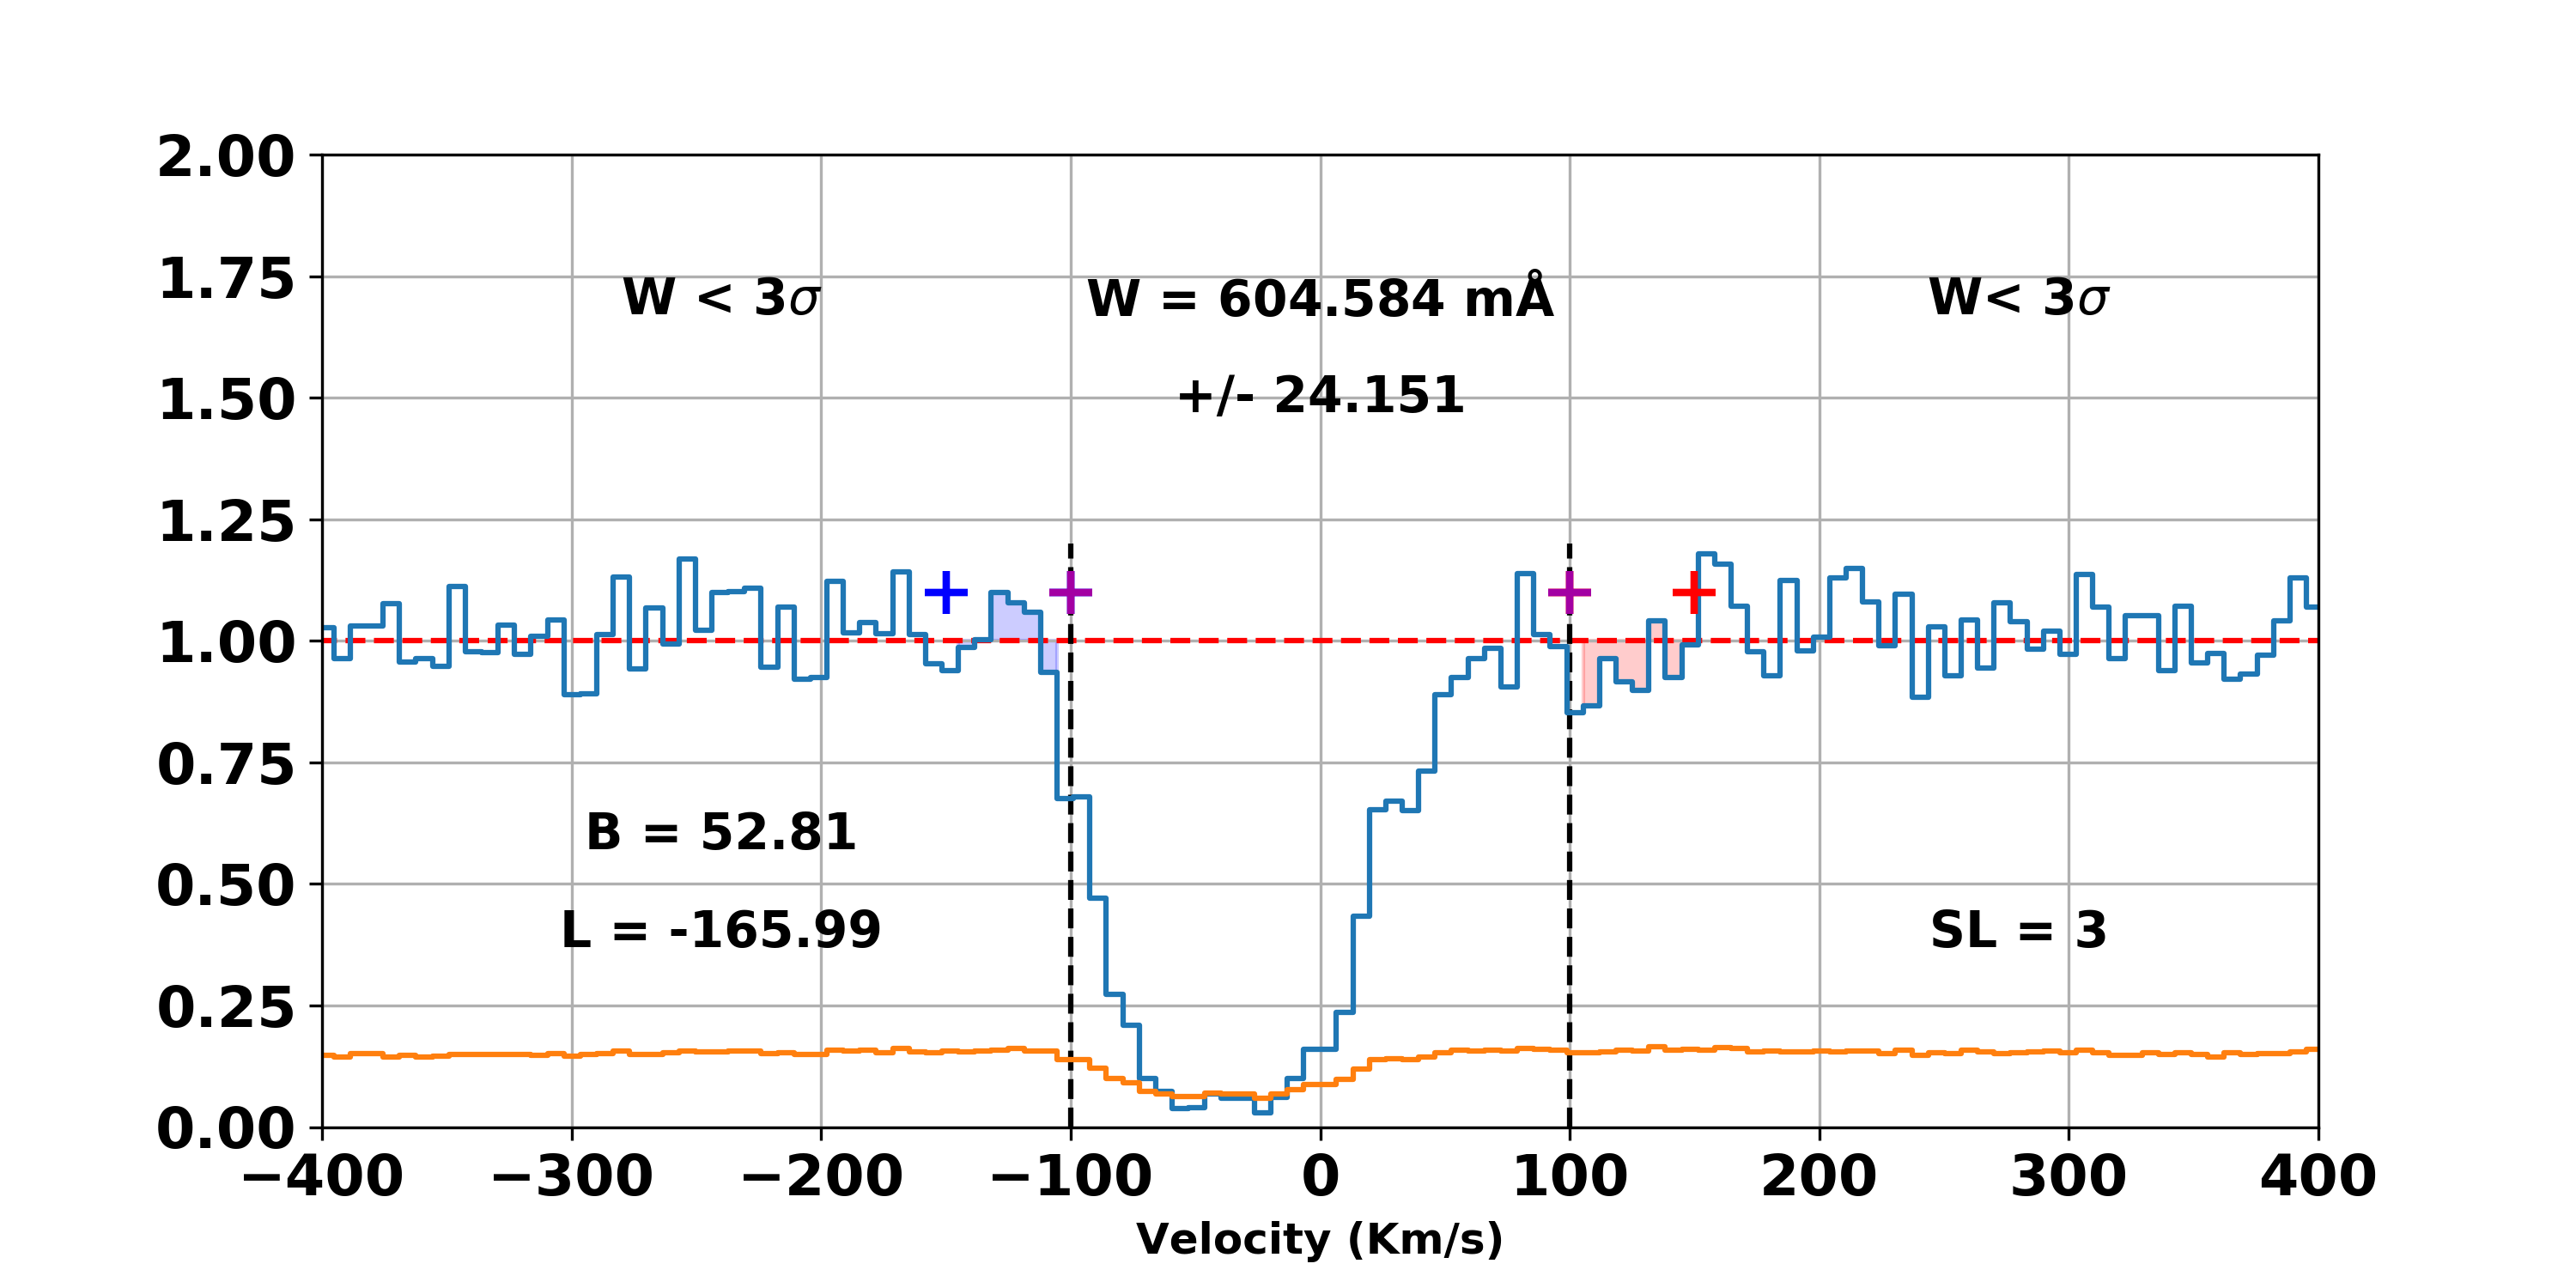 2.00
1.75
W < 3σ
W = 604.584 mÅ
W< 3σ
1.50
+/- 24.151
1.25
1.00
0.75
B = 52.81
0.50
L = -165.99
SL = 3
0.25
0.00
−400 −300 −200 −100 0 100 200 300 400
Velocity (Km/s)